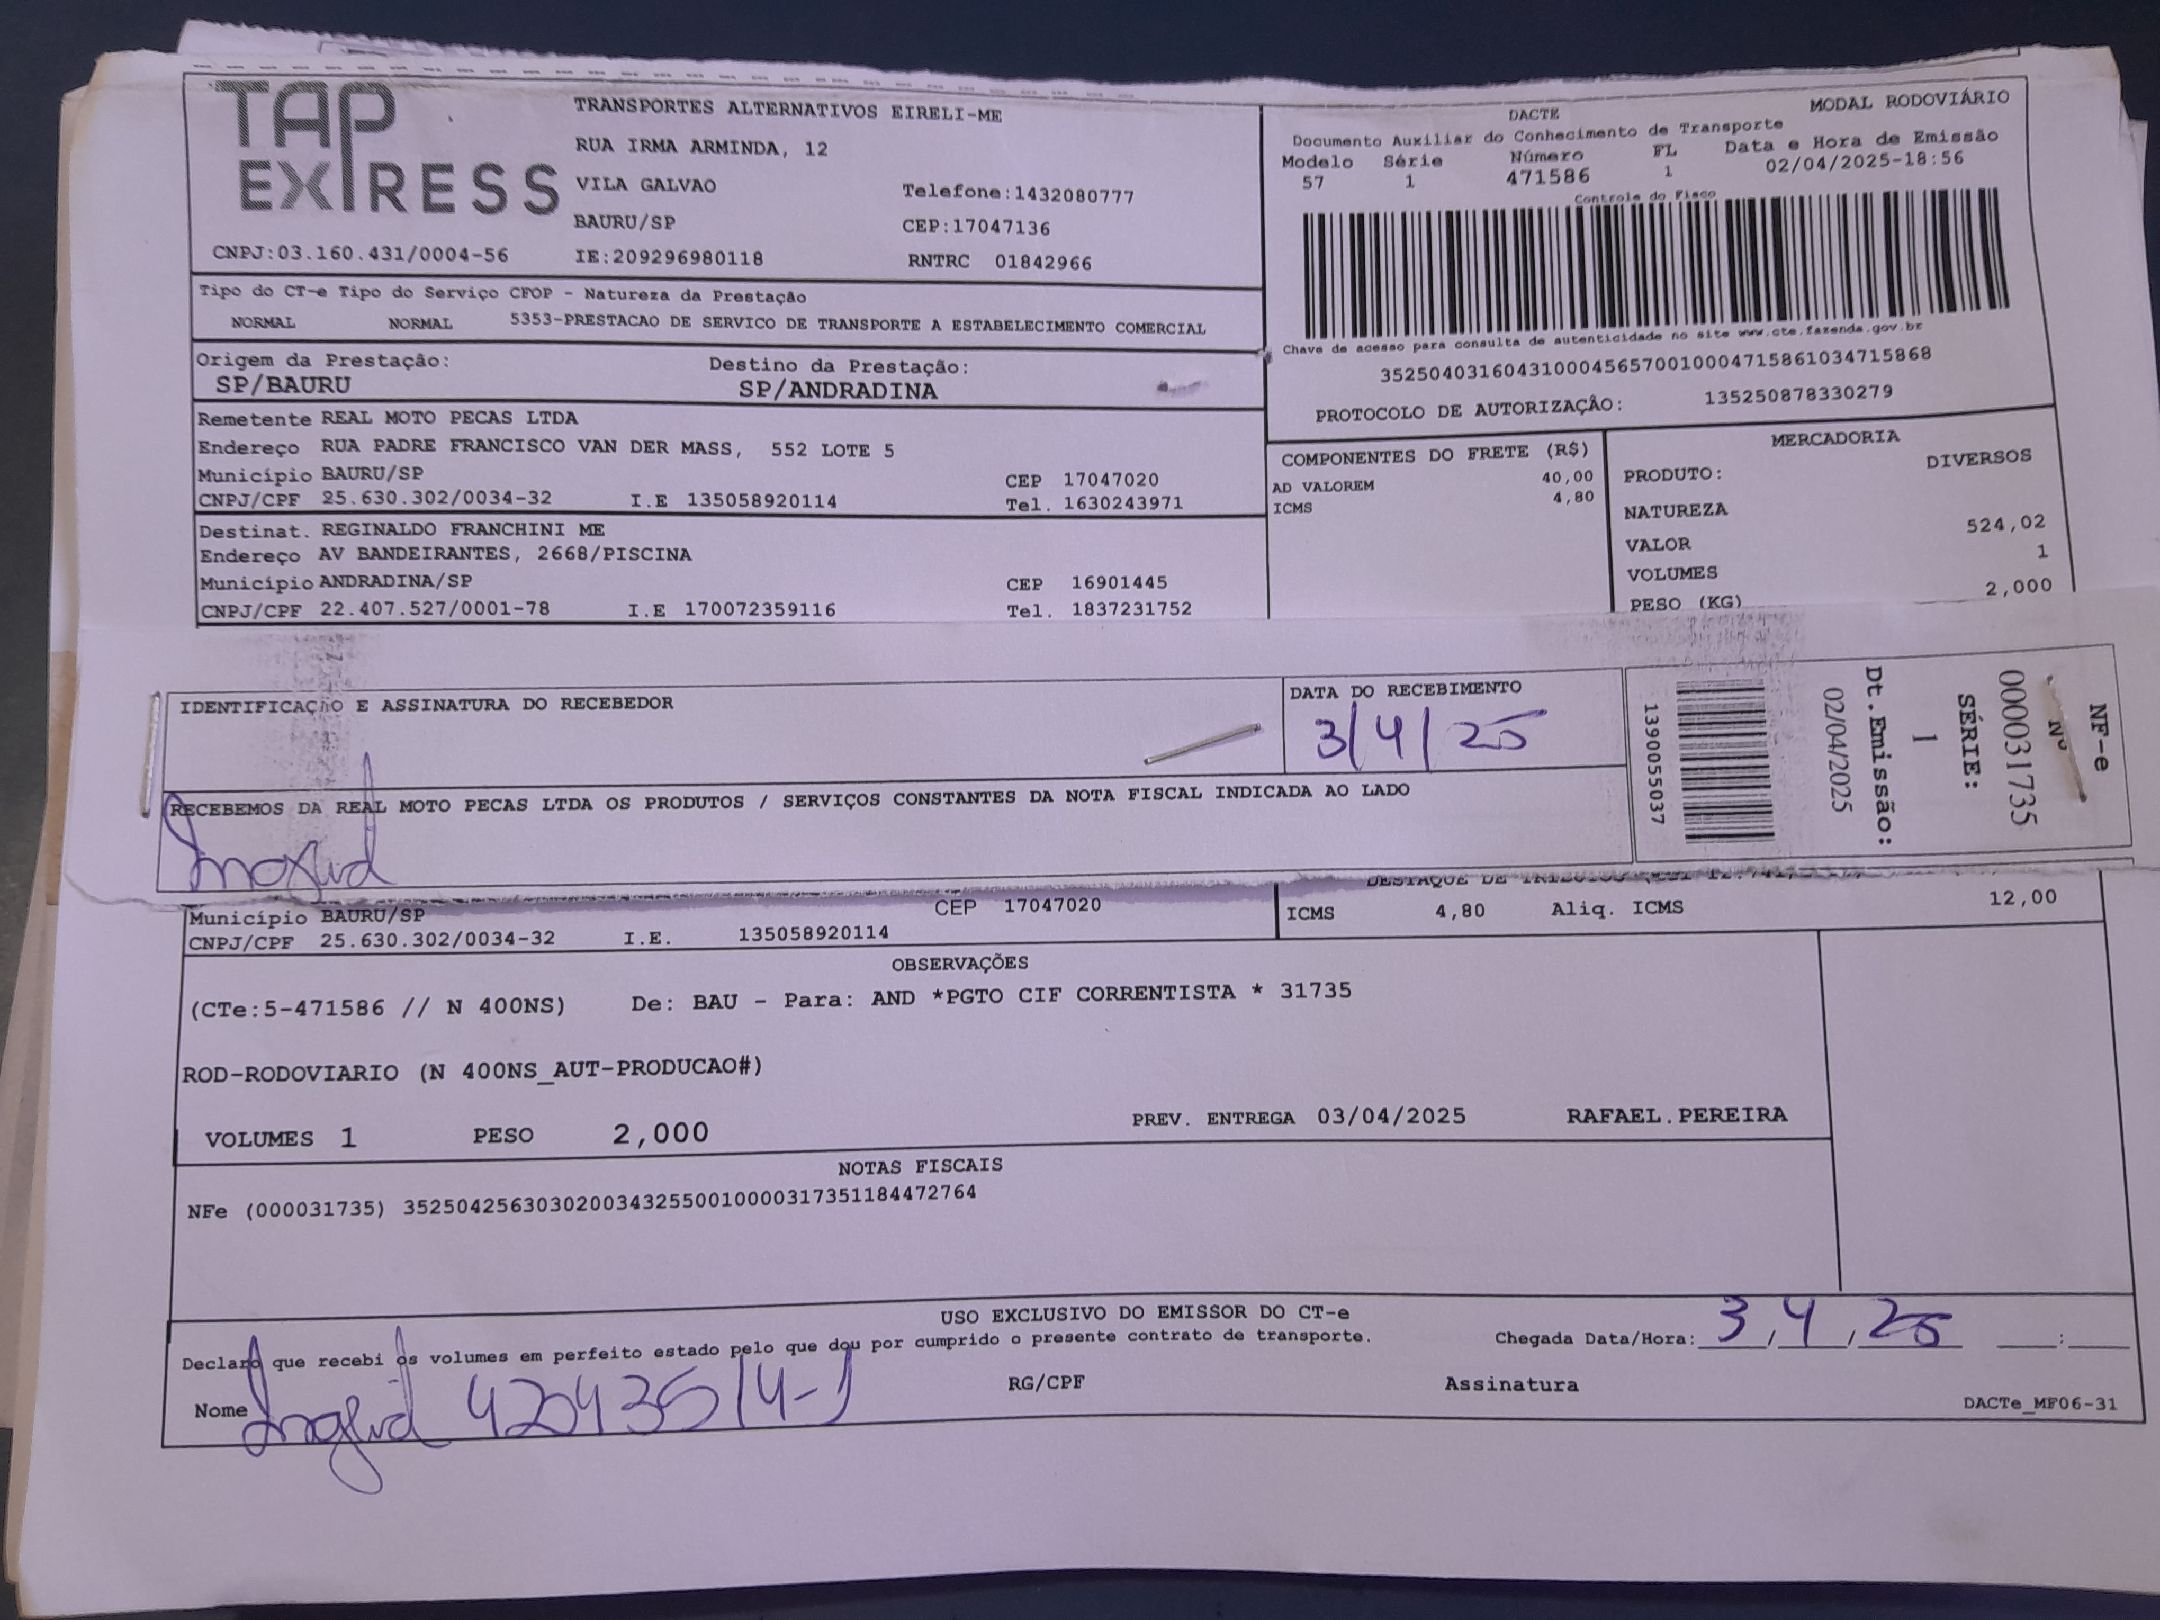 TAP EXPRESS
TRANSPORTES ALTERNATIVOS EIRELI-ME
RUA IRMA ARMINDA, 12
VILA GALVAO Telefone:1432080777
BAURU/SP CEP:17047136
CNPJ:03.160.431/0004-56 IE:209296980118 RNTRC 01842966
DACTE MODAL RODOVIÁRIO
Documento Auxiliar do Conhecimento de Transporte
Modelo Série Número FL Data e Hora de Emissão
57 1 471586 1 02/04/2025-18:56
Controle do Fisco
Chave de acesso para consulta de autenticidade no site www.cte.fazenda.gov.br
35250403160431000456570010004715861034715868
PROTOCOLO DE AUTORIZAÇÃO: 135250878330279
Tipo do CT-e Tipo do Serviço CFOP - Natureza da Prestação
NORMAL NORMAL 5353-PRESTACAO DE SERVICO DE TRANSPORTE A ESTABELECIMENTO COMERCIAL
Origem da Prestação: Destino da Prestação:
SP/BAURU SP/ANDRADINA
Remetente REAL MOTO PECAS LTDA
Endereço RUA PADRE FRANCISCO VAN DER MASS, 552 LOTE 5
Município BAURU/SP CEP 17047020
CNPJ/CPF 25.630.302/0034-32 I.E 135058920114 Tel. 1630243971
Destinat. REGINALDO FRANCHINI ME
Endereço AV BANDEIRANTES, 2668/PISCINA
Município ANDRADINA/SP CEP 16901445
CNPJ/CPF 22.407.527/0001-78 I.E 170072359116 Tel. 1837231752
COMPONENTES DO FRETE (R$)
AD VALOREM 40,00
ICMS 4,80
MERCADORIA
PRODUTO: DIVERSOS
NATUREZA
VALOR 524,02
VOLUMES 1
PESO (KG) 2,000
IDENTIFICAÇÃO E ASSINATURA DO RECEBEDOR
DATA DO RECEBIMENTO
3/4/25
RECEBEMOS DA REAL MOTO PECAS LTDA OS PRODUTOS / SERVIÇOS CONSTANTES DA NOTA FISCAL INDICADA AO LADO
NF-e
Nº
000031735
SÉRIE:
1
Dt.Emissão:
02/04/2025
1390055037
Município BAURU/SP CEP 17047020
CNPJ/CPF 25.630.302/0034-32 I.E. 135058920114
ICMS 4,80 Aliq. ICMS 12,00
OBSERVAÇÕES
(CTe:5-471586 // N 400NS) De: BAU - Para: AND *PGTO CIF CORRENTISTA * 31735
ROD-RODOVIARIO (N 400NS_AUT-PRODUCAO#)
VOLUMES 1 PESO 2,000 PREV. ENTREGA 03/04/2025 RAFAEL.PEREIRA
NOTAS FISCAIS
NFe (000031735) 35250425630302003432550010000317351184472764
USO EXCLUSIVO DO EMISSOR DO CT-e
Declaro que recebi os volumes em perfeito estado pelo que dou por cumprido o presente contrato de transporte.
Chegada Data/Hora: 3/4/25 :
Nome RG/CPF Assinatura
DACTe_MF06-31